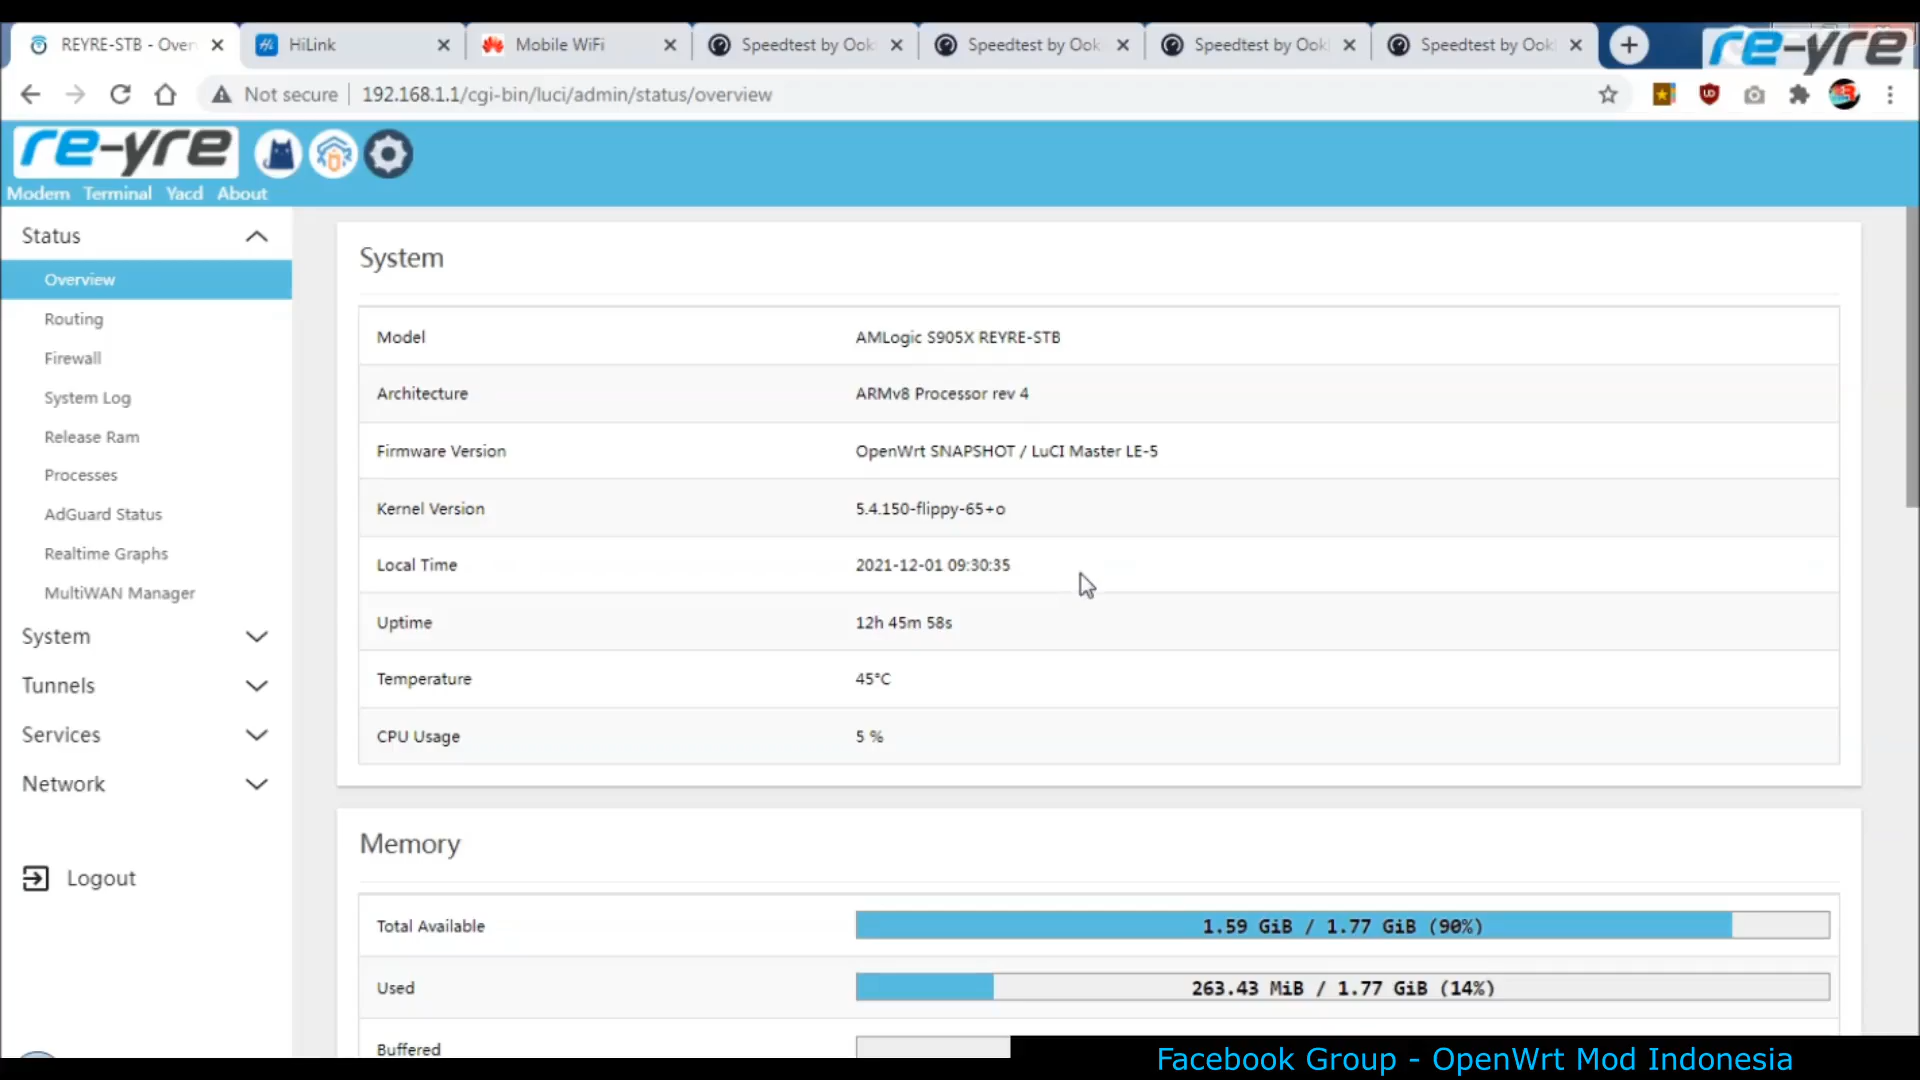 REYRE-STB - Over
HiLink
Mobile WiFi
Speedtest by Ook
Speedtest by Ook
Speedtest by Ook
Speedtest by Ook
re-yre
Not secure
192.168.1.1/cgi-bin/luci/admin/status/overview
re-yre
Modem Terminal Yacd About
Status
Overview
Routing
Firewall
System Log
Release Ram
Processes
AdGuard Status
Realtime Graphs
MultiWAN Manager
System
Tunnels
Services
Network
Logout
System
Model AMLogic S905X REYRE-STB
Architecture ARMv8 Processor rev 4
Firmware Version OpenWrt SNAPSHOT / LuCI Master LE-5
Kernel Version 5.4.150-flippy-65+o
Local Time 2021-12-01 09:30:35
Uptime 12h 45m 58s
Temperature 45°C
CPU Usage 5 %
Memory
Total Available 1.59 GiB / 1.77 GiB (90%)
Used 263.43 MiB / 1.77 GiB (14%)
Buffered
Facebook Group - OpenWrt Mod Indonesia